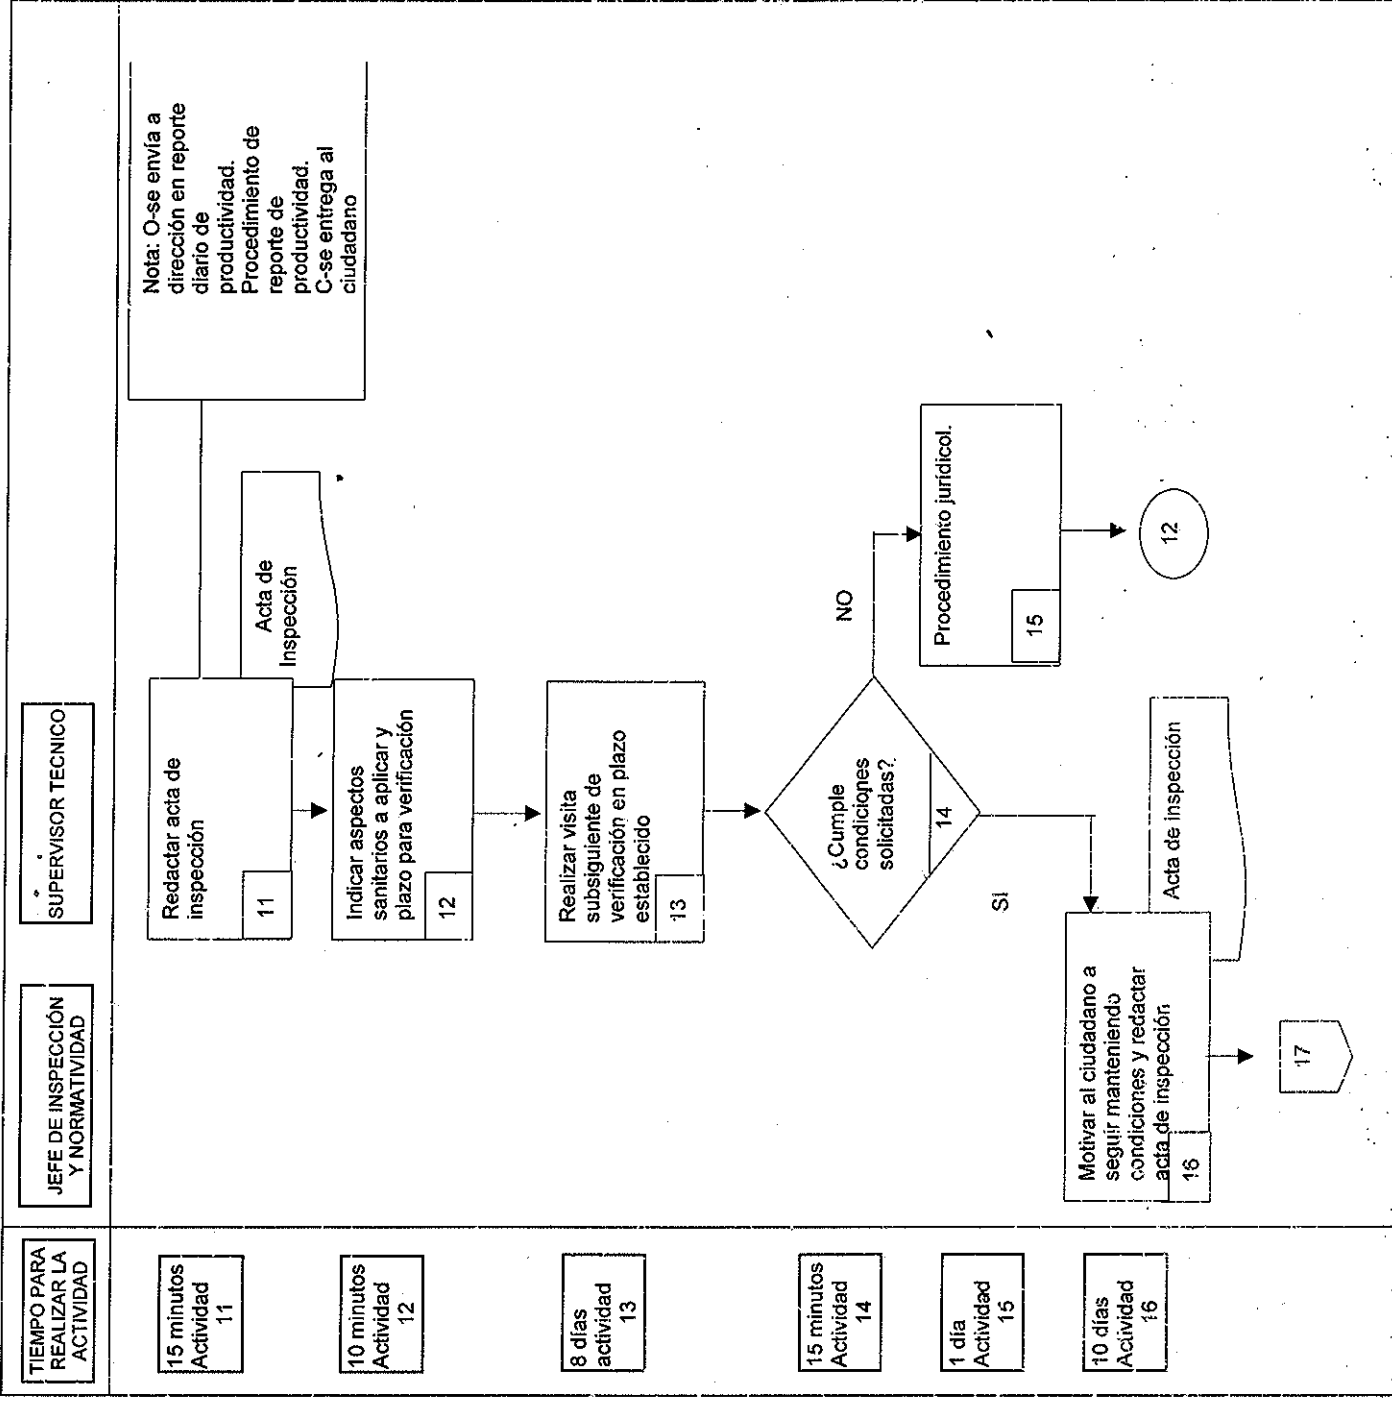 TIEMPO PARA
REALIZAR LA
ACTIVIDAD
JEFE DE INSPECCIÓN
Y NORMATIVIDAD
SUPERVISOR TECNICO
15 minutos
Actividad
11
Redactar acta de
inspección
11
Nota: O-se envía a
dirección en reporte
diario de
productividad.
Procedimiento de
reporte de
productividad.
C-se entrega al
ciudadano
Acta de
Inspección
10 minutos
Actividad
12
Indicar aspectos
sanitarios a aplicar y
plazo para verificación
12
8 días
actividad
13
Realizar visita
subsiguiente de
verificación en plazo
establecido
13
15 minutos
Actividad
14
¿Cumple
condiciones
solicitadas?.
14
NO
SI
1 día
Actividad
15
Procedimiento jurídicol.
15
12
10 días
Actividad
16
Motivar al ciudadano a
seguir manteniendo
condiciones y redactar
acta de inspección
16
Acta de inspección
17